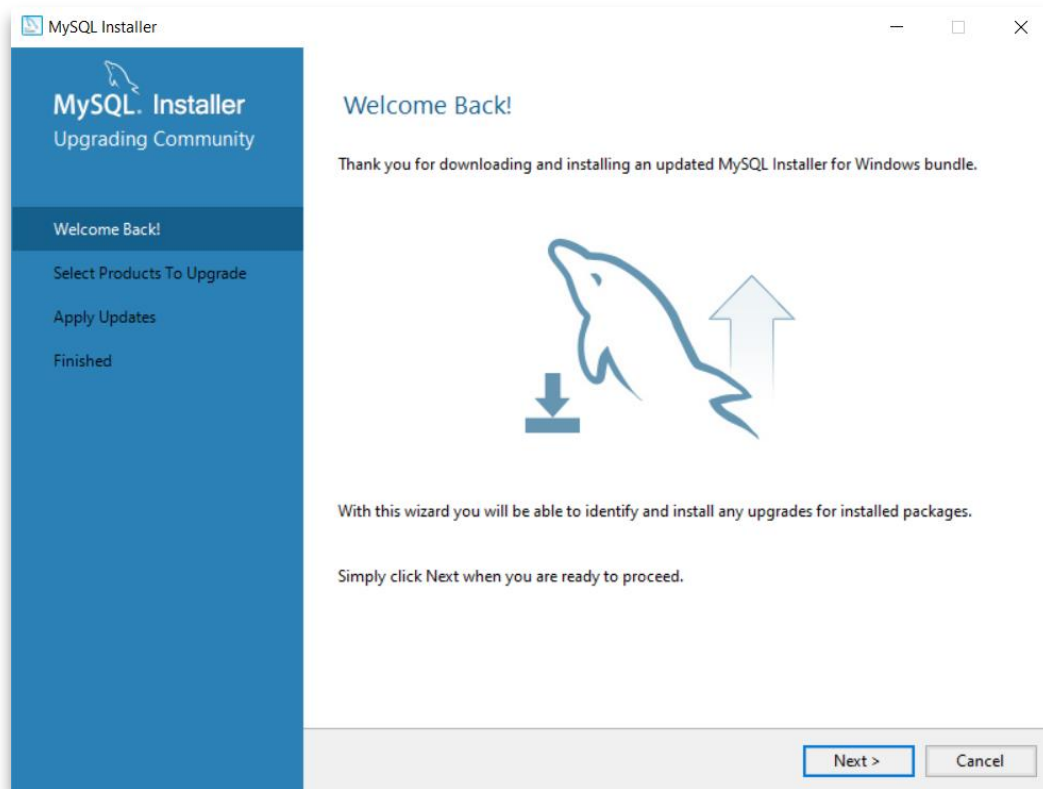 MySQL Installer
MySQL. Installer
Upgrading Community
Welcome Back!
Select Products To Upgrade
Apply Updates
Finished
Welcome Back!
Thank you for downloading and installing an updated MySQL Installer for Windows bundle.
With this wizard you will be able to identify and install any upgrades for installed packages.
Simply click Next when you are ready to proceed.
Next >
Cancel